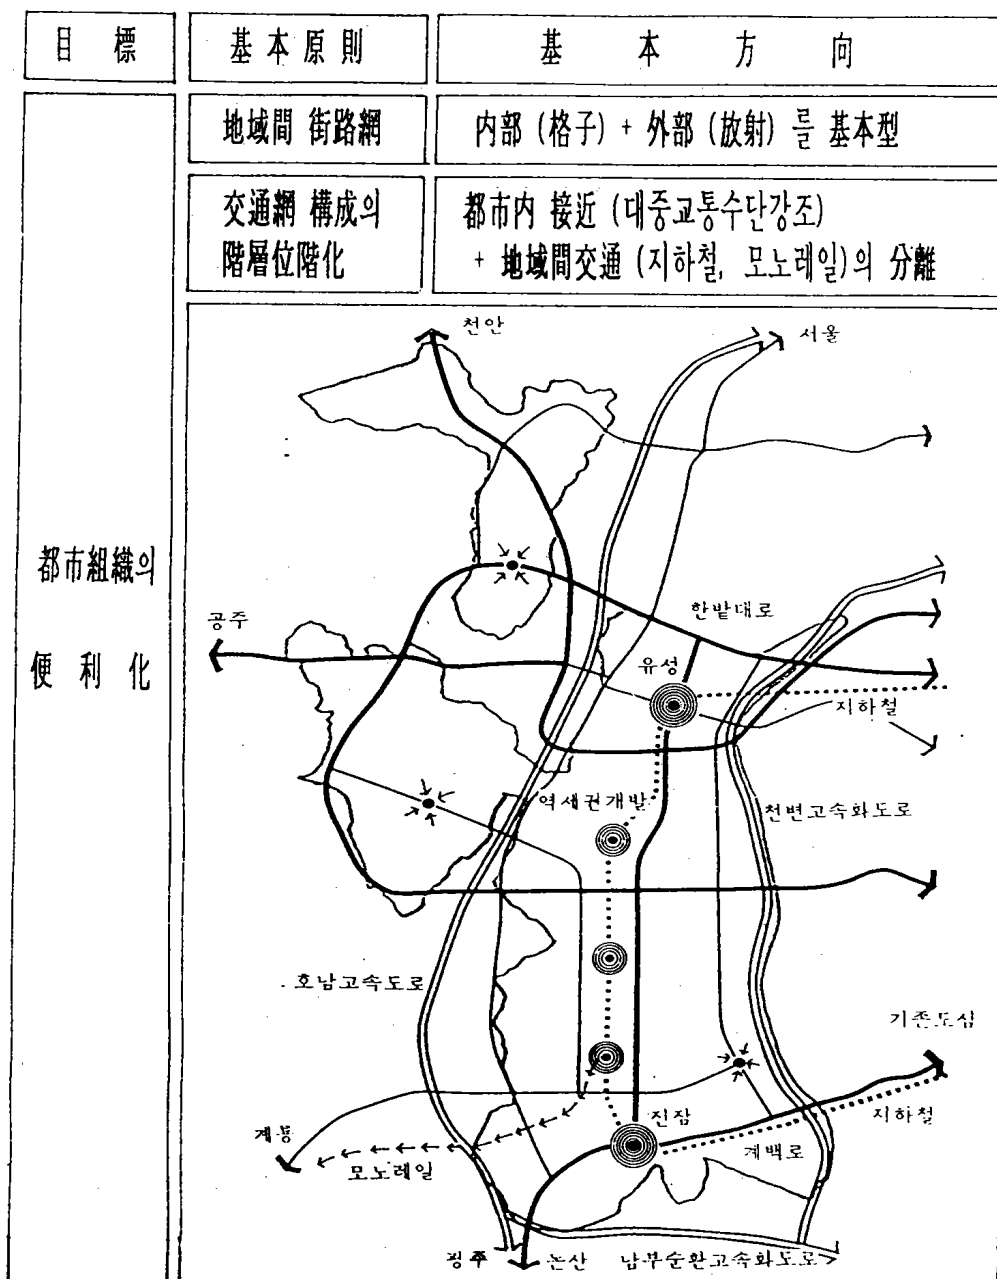 目 標
基本原則
基 本 方 向
地域間 街路網
内部 (格子) + 外部 (放射) 를 基本型
交通網 構成의
階層位階化
都市内 接近 (대중교통수단강조)
+ 地域間交通 (지하철, 모노레일)의 分離
都市組織의
便 利 化
천안
서울
한밭대로
공주
유성
지하철
역세권개발
천변고속화도로
호남고속도로
기존도심
진잠
지하철
계룡
계백로
모노레일
광주
논산
남부순환고속화도로